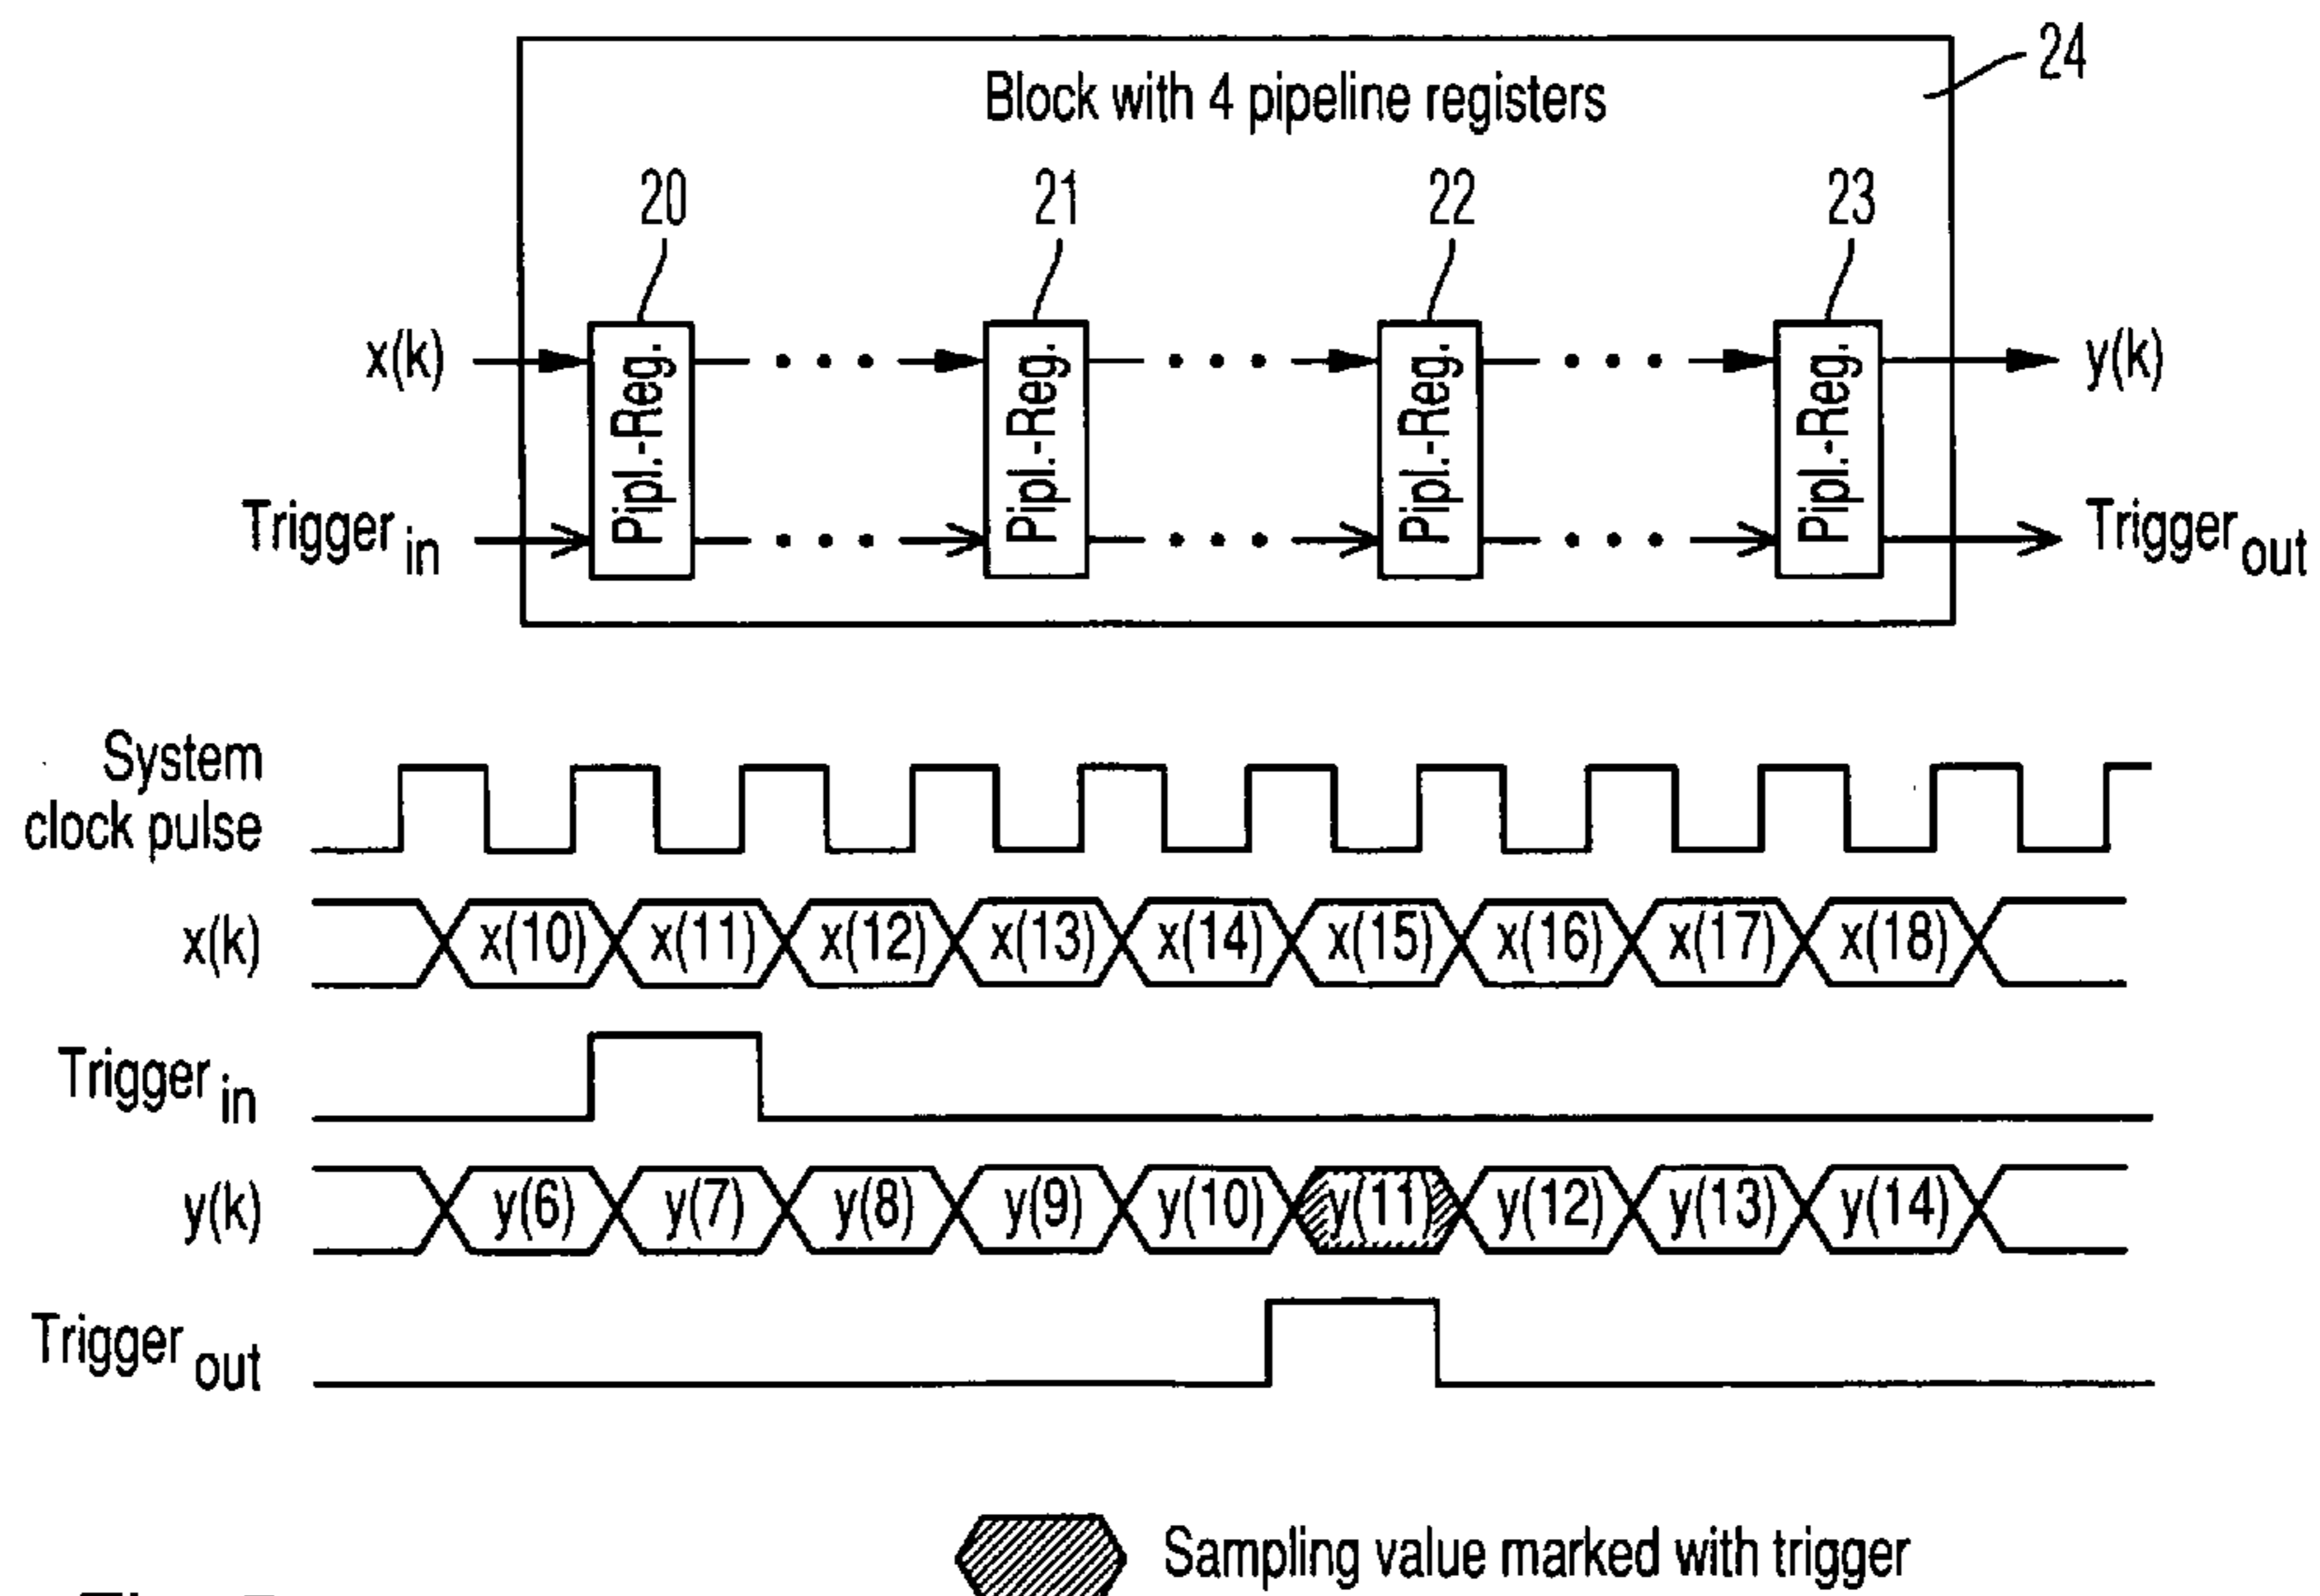 24
Block with 4 pipeline registers
20 21 22 23
x(k) Pipl.-Reg. Pipl.-Reg. Pipl.-Reg. Pipl.-Reg. y(k)
Trigger in Trigger out
System
clock pulse
x(k) x(10) x(11) x(12) x(13) x(14) x(15) x(16) x(17) x(18)
Trigger in
y(k) y(6) y(7) y(8) y(9) y(10) y(11) y(12) y(13) y(14)
Trigger out
Sampling value marked with trigger